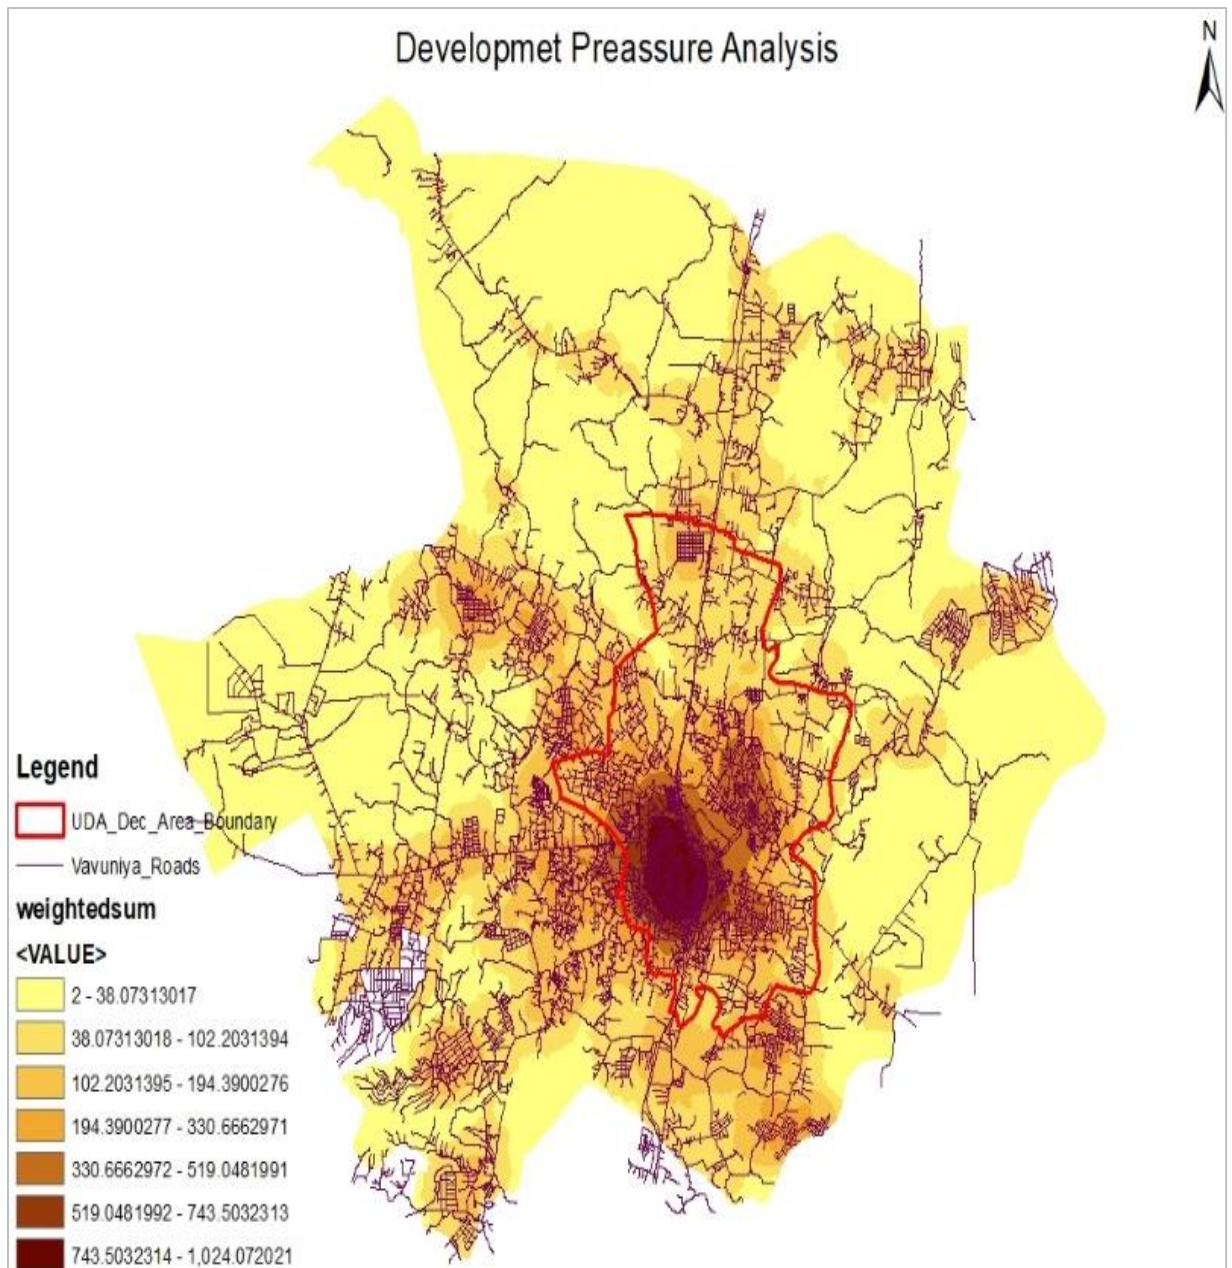 Developmet Preassure Analysis
N
Legend
UDA_Dec_Area_Boundary
Vavuniya_Roads
weightedsum
<VALUE>
2 - 38.07313017
38.07313018 - 102.2031394
102.2031395 - 194.3900276
194.3900277 - 330.6662971
330.6662972 - 519.0481991
519.0481992 - 743.5032313
743.5032314 - 1,024.072021